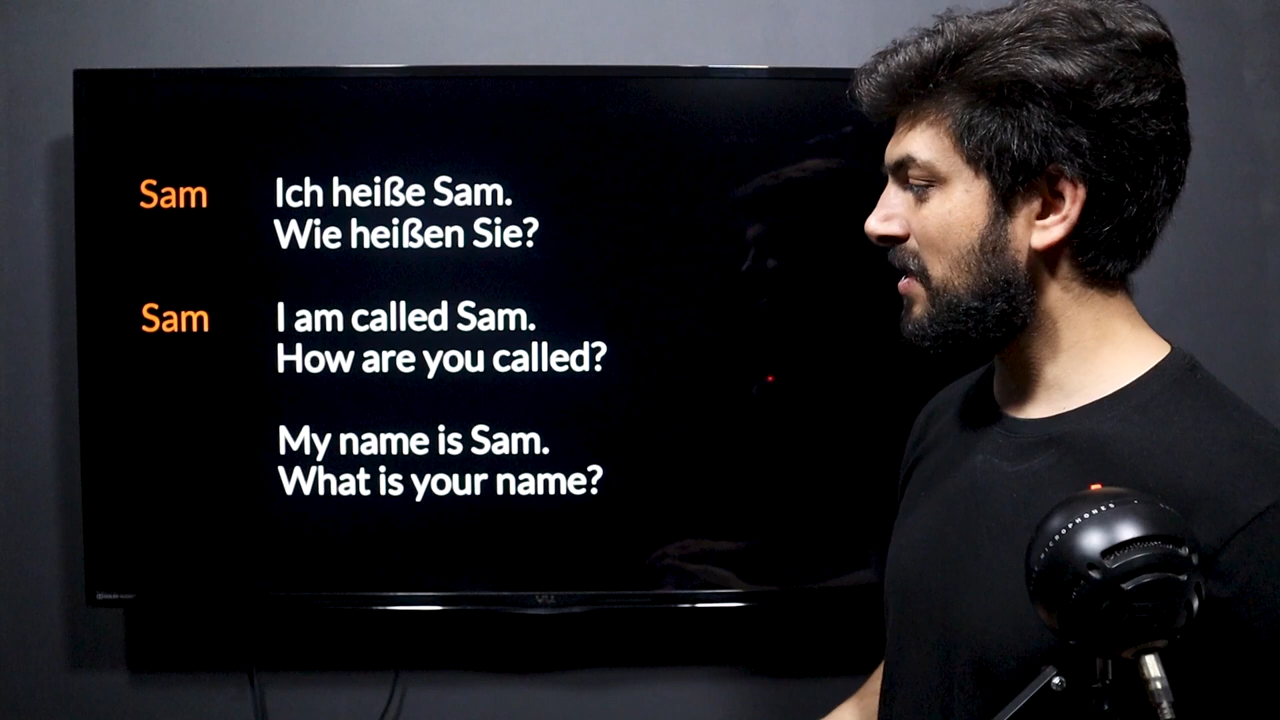 Sam Ich heiße Sam.
Wie heißen Sie?
Sam I am called Sam.
How are you called?
My name is Sam.
What is your name?
MICROPHONES